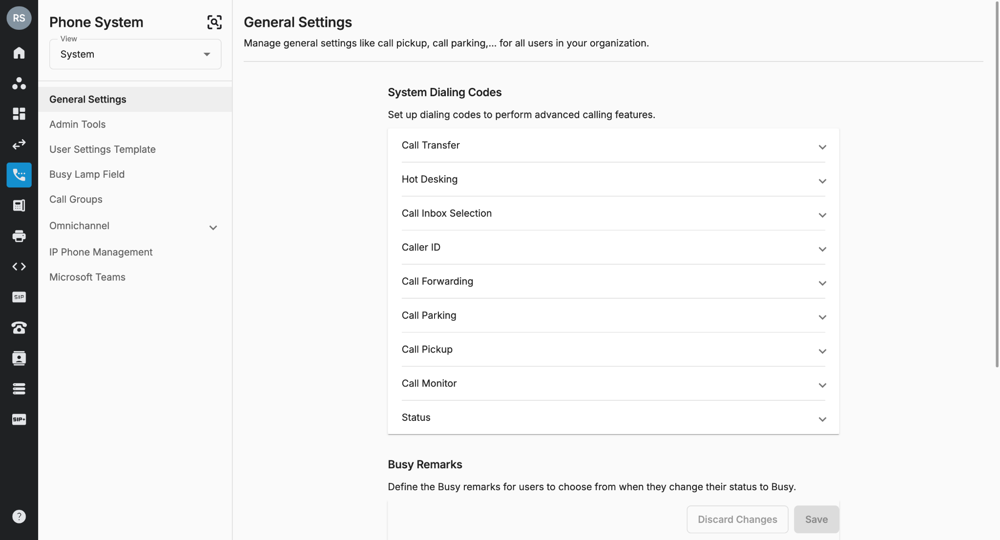 RS
Phone System
View
System
General Settings
Admin Tools
User Settings Template
Busy Lamp Field
Call Groups
Omnichannel
IP Phone Management
Microsoft Teams
SIP
SIP+
?
General Settings
Manage general settings like call pickup, call parking,... for all users in your organization.
System Dialing Codes
Set up dialing codes to perform advanced calling features.
Call Transfer
Hot Desking
Call Inbox Selection
Caller ID
Call Forwarding
Call Parking
Call Pickup
Call Monitor
Status
Busy Remarks
Define the Busy remarks for users to choose from when they change their status to Busy.
Discard Changes
Save